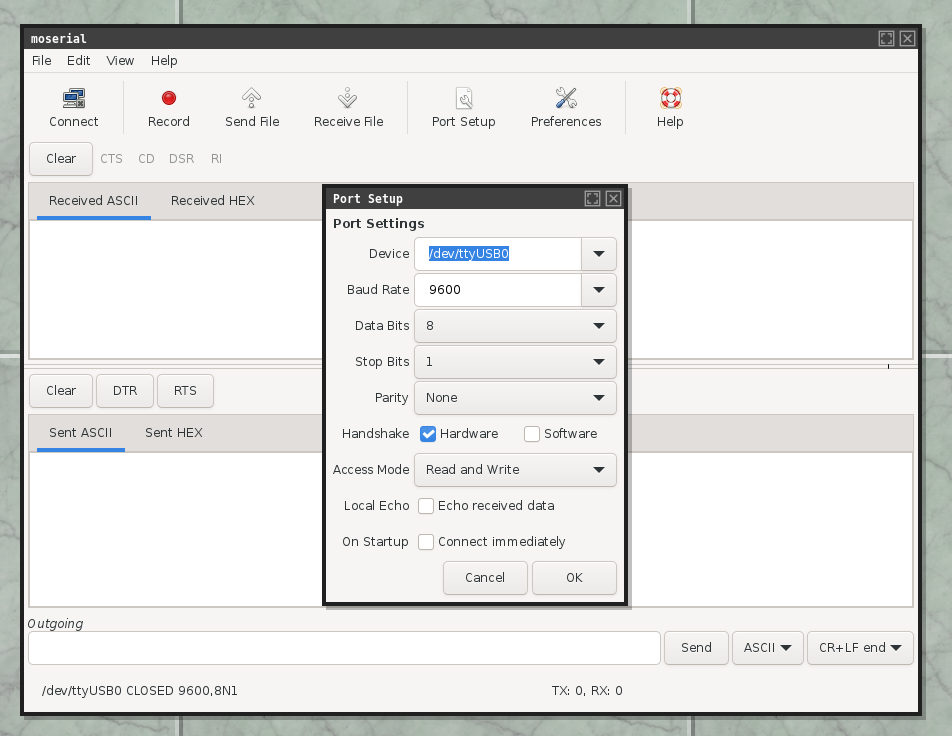 moserial
File Edit View Help
Connect Record Send File Receive File Port Setup Preferences Help
Clear CTS CD DSR RI
Received ASCII Received HEX
Clear DTR RTS
Sent ASCII Sent HEX
Port Setup
Port Settings
Device /dev/ttyUSB0
Baud Rate 9600
Data Bits 8
Stop Bits 1
Parity None
Handshake Hardware Software
Access Mode Read and Write
Local Echo Echo received data
On Startup Connect immediately
Cancel OK
Outgoing
Send ASCII CR+LF end
/dev/ttyUSB0 CLOSED 9600,8N1 TX: 0, RX: 0